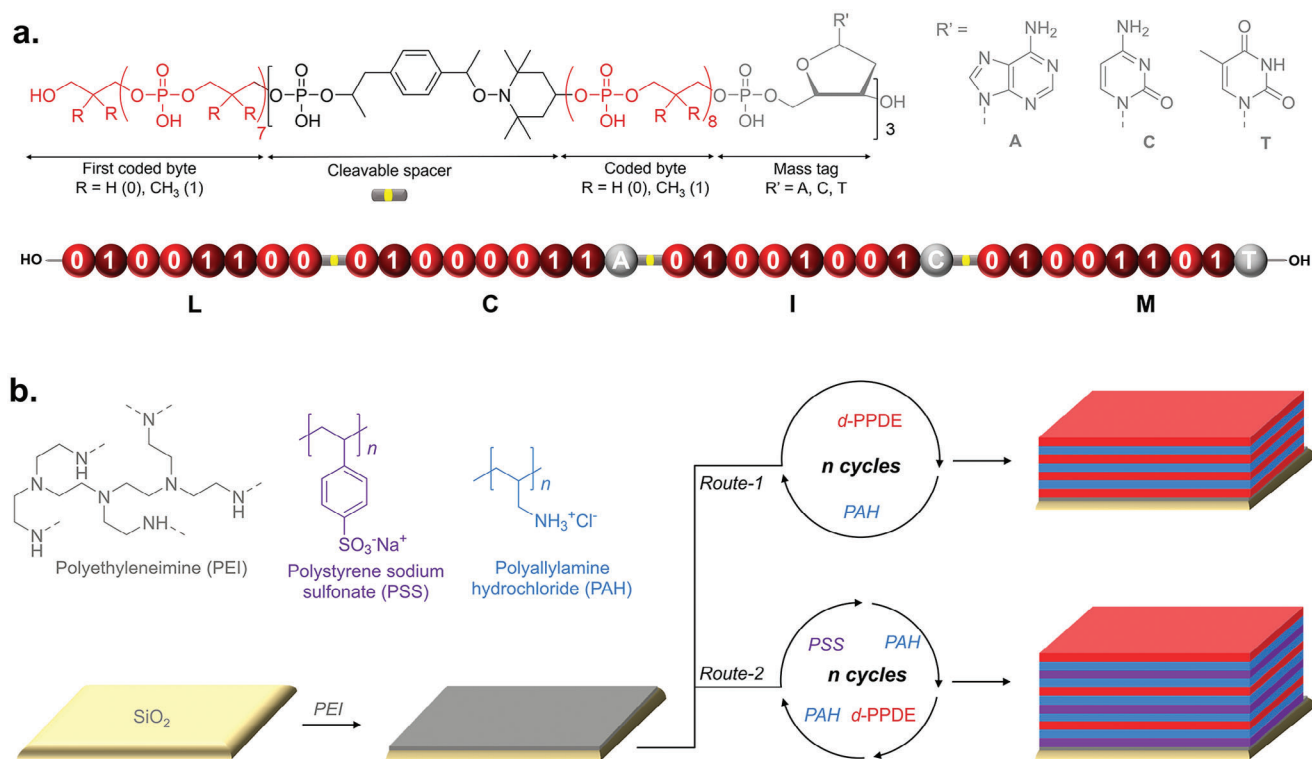 a.
R'
R' =
NH₂
NH₂
O
N
N
N
N
N
N
O
NH
N
O
A
C
T
HO
R
R
O
O
P
O
OH
R
R
7
O
O
P
O
OH
O
N
O
O
P
O
OH
R
R
8
O
O
P
O
OH
O
OH
3
First coded byte
R = H (0), CH₃ (1)
Cleavable spacer
Coded byte
R = H (0), CH₃ (1)
Mass tag
R' = A, C, T
HO 0 1 0 0 1 1 0 0 0 1 0 0 0 0 1 1 A 0 1 0 0 1 0 0 1 C 0 1 0 0 1 1 0 1 T OH
L C I M
b.
N
NH
N
N
N
N
H
NH
NH
N
H
Polyethyleneimine (PEI)
n
SO₃⁻Na⁺
Polystyrene sodium
sulfonate (PSS)
n
NH₃⁺Cl⁻
Polyallylamine
hydrochloride (PAH)
SiO₂
PEI
Route-1
d-PPDE
n cycles
PAH
Route-2
PSS PAH
n cycles
PAH d-PPDE